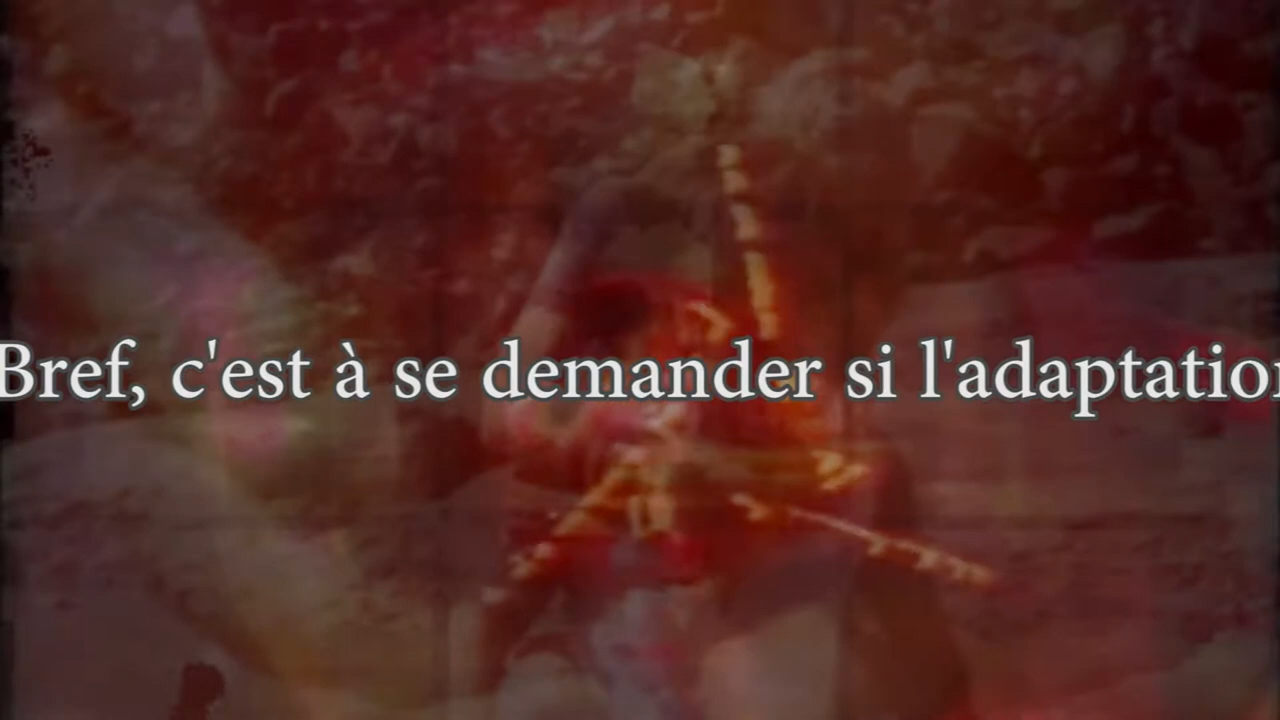 Bref, c'est à se demander si l'adaptation